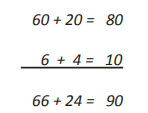 60 + 20 = 80
6 + 4 = 10
66 + 24 = 90